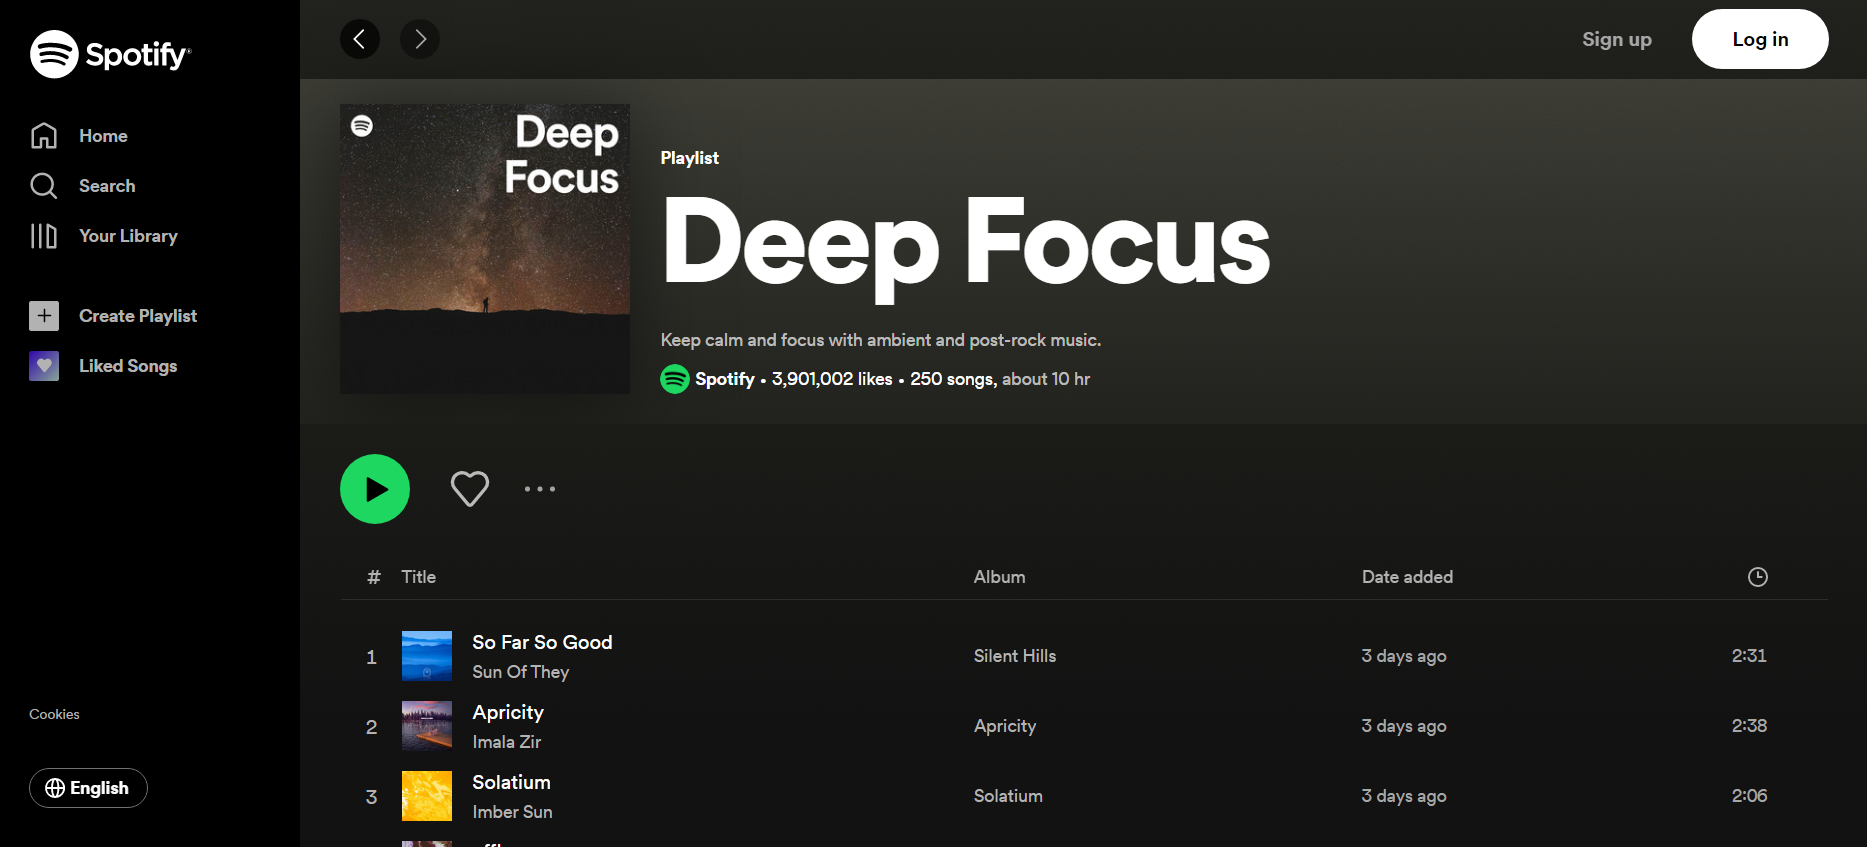 Spotify
Home
Search
Your Library
Create Playlist
Liked Songs
Cookies
English
Sign up
Log in
Deep
Focus
Playlist
Deep Focus
Keep calm and focus with ambient and post-rock music.
Spotify • 3,901,002 likes • 250 songs, about 10 hr
# Title Album Date added
1 So Far So Good Silent Hills 3 days ago 2:31
Sun Of They
2 Apricity Apricity 3 days ago 2:38
Imala Zir
3 Solatium Solatium 3 days ago 2:06
Imber Sun